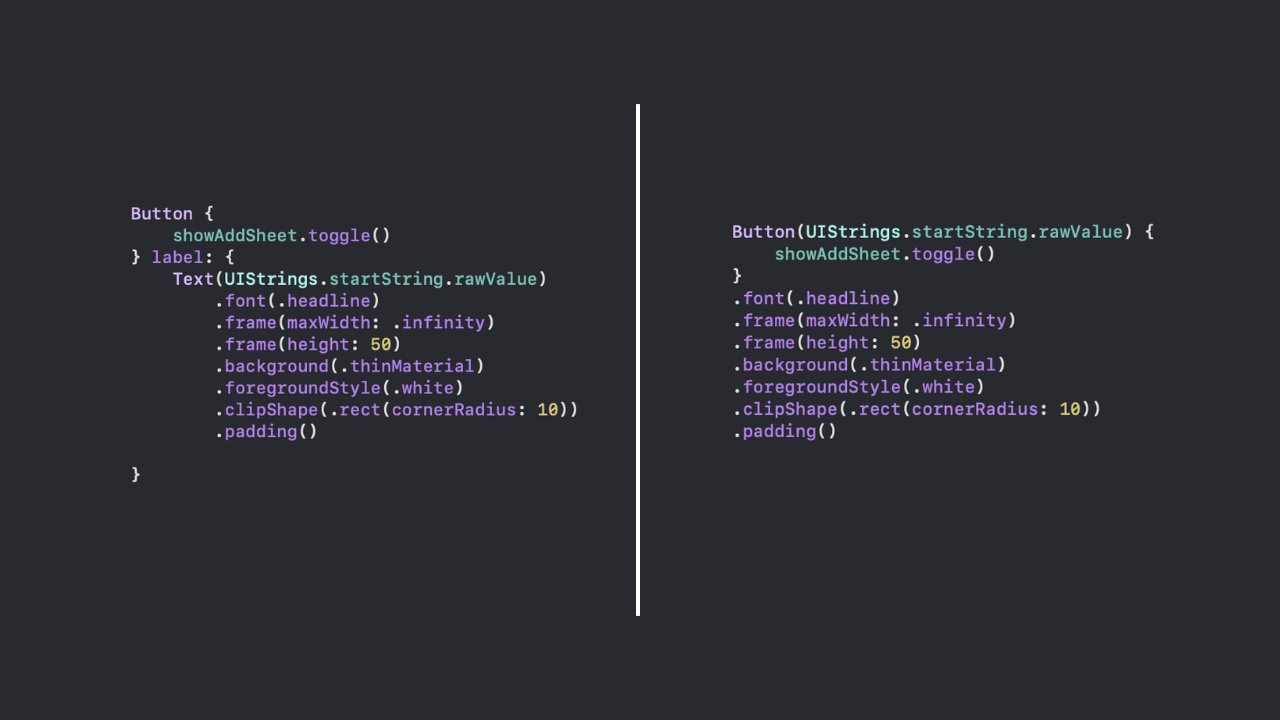 Button {
    showAddSheet.toggle()
} label: {
    Text(UIStrings.startString.rawValue)
        .font(.headline)
        .frame(maxWidth: .infinity)
        .frame(height: 50)
        .background(.thinMaterial)
        .foregroundStyle(.white)
        .clipShape(.rect(cornerRadius: 10))
        .padding()
}
Button(UIStrings.startString.rawValue) {
    showAddSheet.toggle()
}
.font(.headline)
.frame(maxWidth: .infinity)
.frame(height: 50)
.background(.thinMaterial)
.foregroundStyle(.white)
.clipShape(.rect(cornerRadius: 10))
.padding()